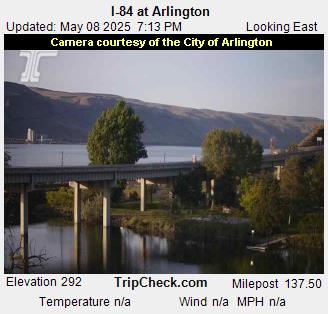 I-84 at Arlington
Updated: May 08 2025 7:13 PM Looking East
Camera courtesy of the City of Arlington
Elevation 292 TripCheck.com Milepost 137.50
Temperature n/a Wind n/a MPH n/a